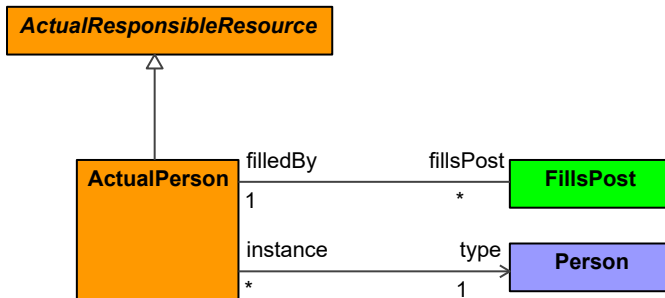 ActualResponsibleResource
filledBy
fillsPost
ActualPerson
FillsPost
1
*
instance
type
Person
*
1